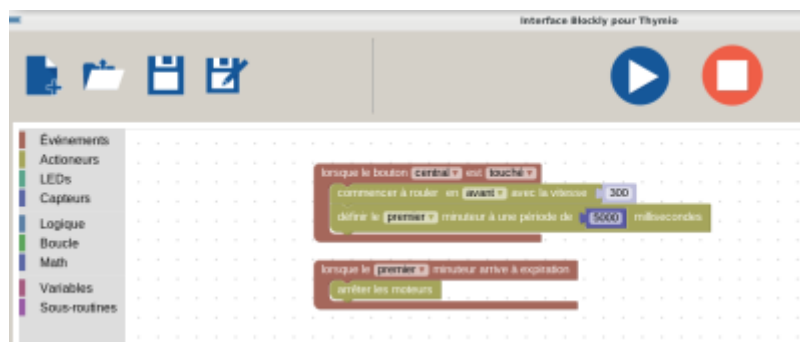 Interface Blockly pour Thymio
Événements
Actioneurs
LEDs
Capteurs
Logique
Boucle
Math
Variables
Sous-routines
lorsque le bouton central est touché
commencer à rouler en avant avec la vitesse 300
définir le premier minuteur à une période de 5000 millisecondes
lorsque le premier minuteur arrive à expiration
arrêter les moteurs